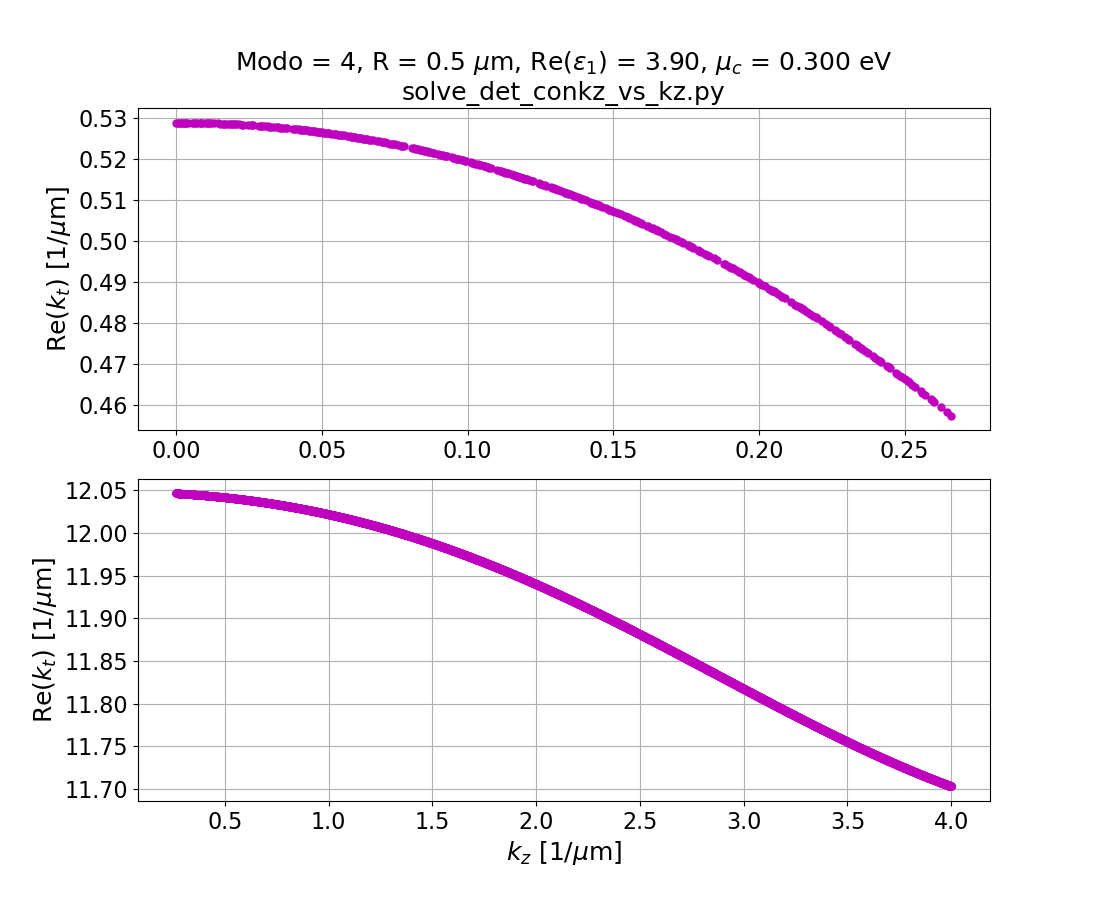 Modo = 4, R = 0.5 μm, Re(ε₁) = 3.90, μ_c = 0.300 eV
solve_det_conkz_vs_kz.py
Re(k_t) [1/μm]
0.53
0.52
0.51
0.50
0.49
0.48
0.47
0.46
0.00 0.05 0.10 0.15 0.20 0.25
Re(k_t) [1/μm]
12.05
12.00
11.95
11.90
11.85
11.80
11.75
11.70
0.5 1.0 1.5 2.0 2.5 3.0 3.5 4.0
k_z [1/μm]